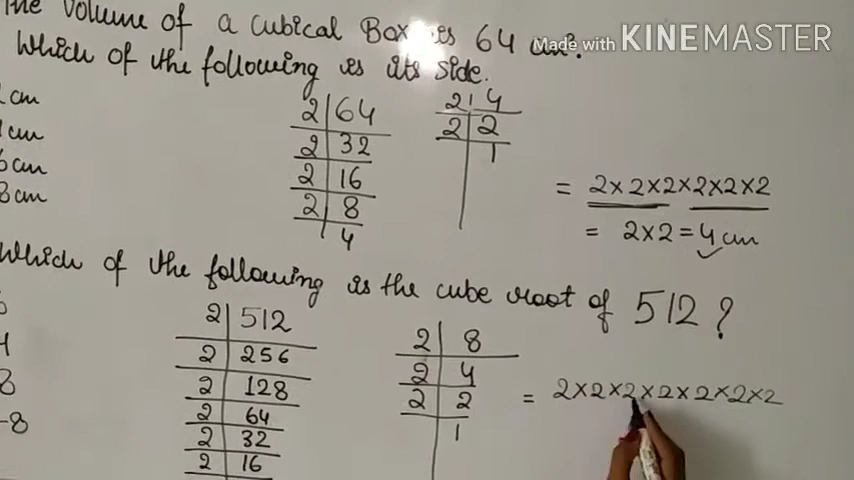 The Volume of a cubical Box is 64 cm³.
Made with KINEMASTER
Which of the following is its side.
cm
cm
cm
cm
2 | 64
2 | 32
2 | 16
2 | 8
4
2 | 4
2 | 2
1
= 2×2×2×2×2×2
= 2×2=4 cm
Which of the following is the cube root of 512 ?
4
8
-8
2 | 512
2 | 256
2 | 128
2 | 64
2 | 32
2 | 16
2 | 8
2 | 4
2 | 2
1
= 2×2×2×2×2×2×2